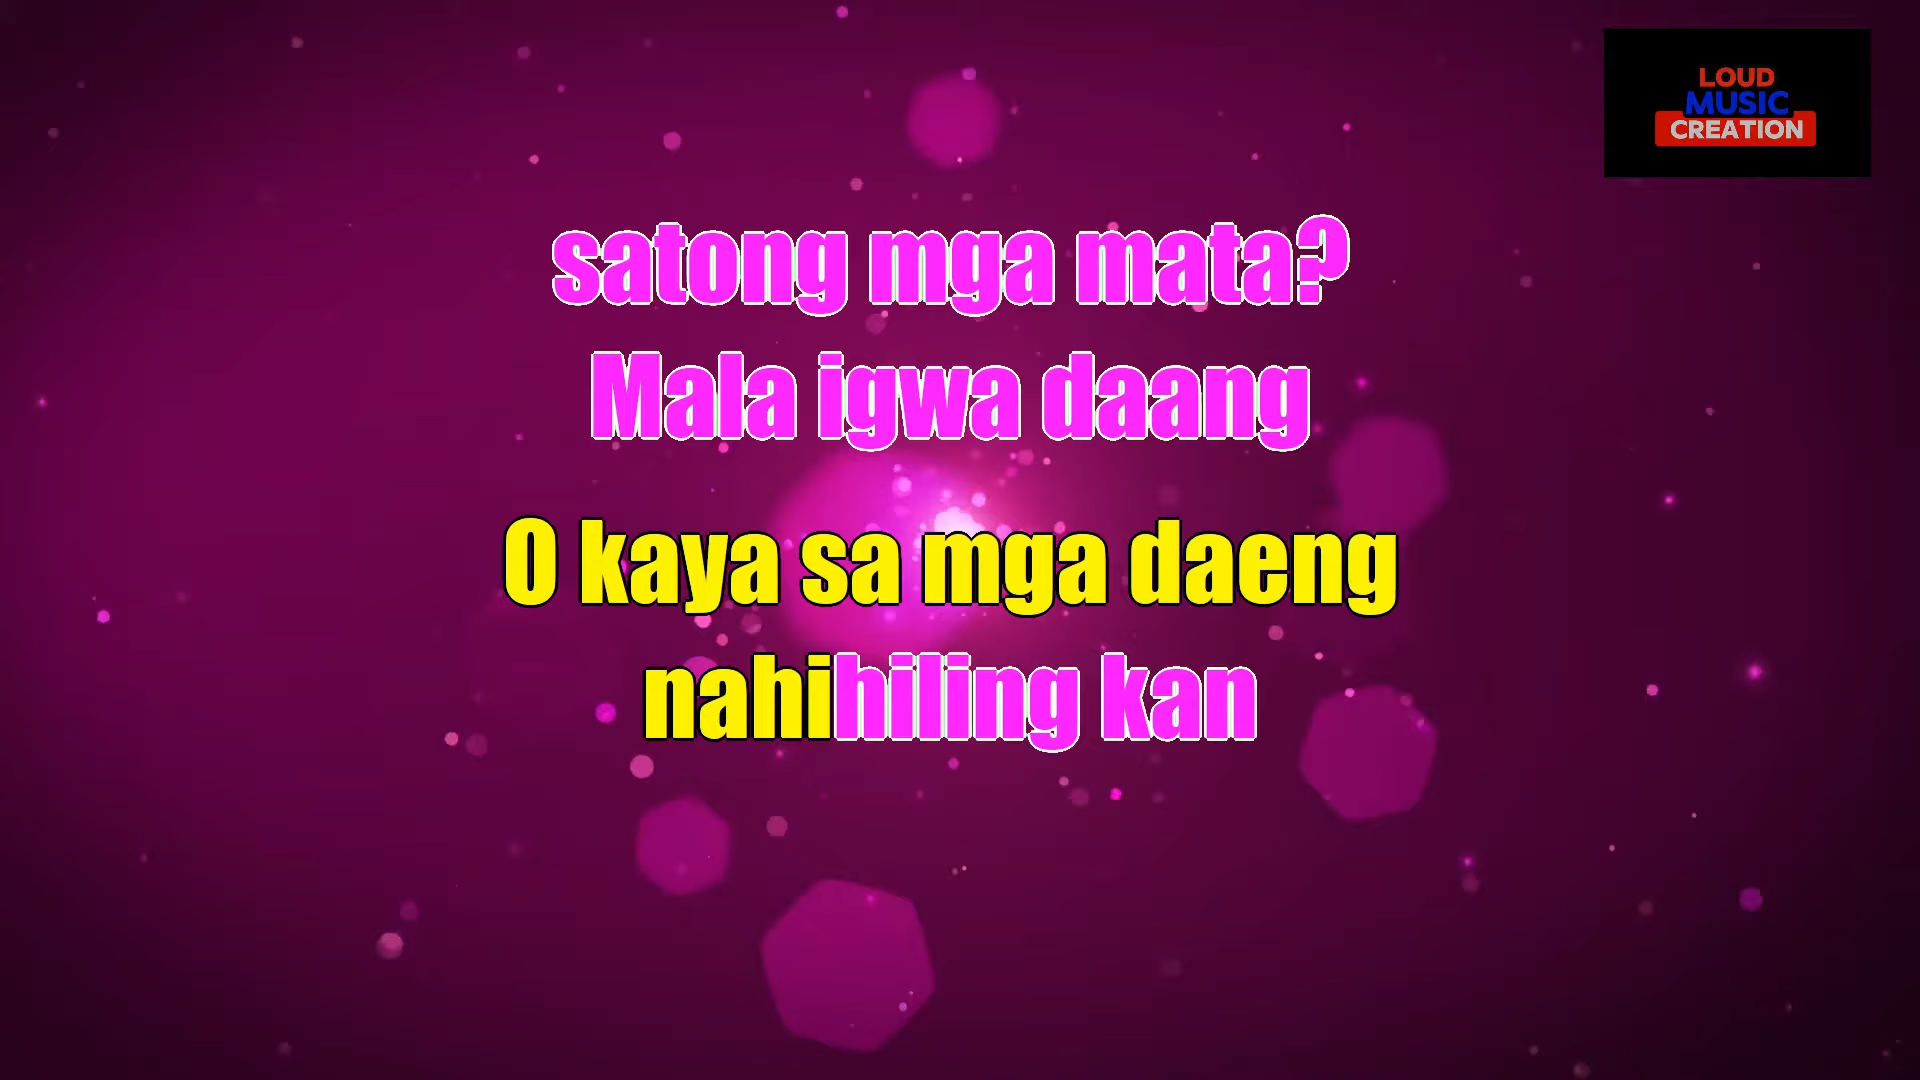 LOUD
MUSIC
CREATION
satong mga mata?
Mala igwa daang
O kaya sa mga daeng
nahihiling kan